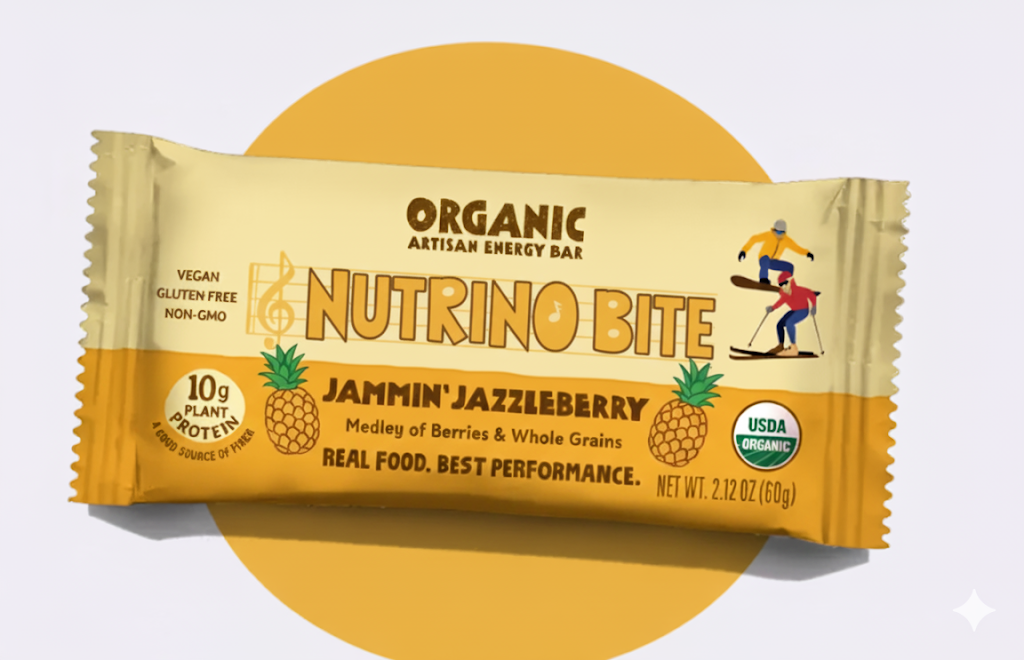 ORGANIC
ARTISAN ENERGY BAR
VEGAN
GLUTEN FREE
NON-GMO
NUTRINO BITE
10g
PLANT
PROTEIN
A GOOD SOURCE OF FIBER
JAMMIN' JAZZLEBERRY
Medley of Berries & Whole Grains
REAL FOOD. BEST PERFORMANCE.
USDA
ORGANIC
NET WT. 2.12 OZ (60g)